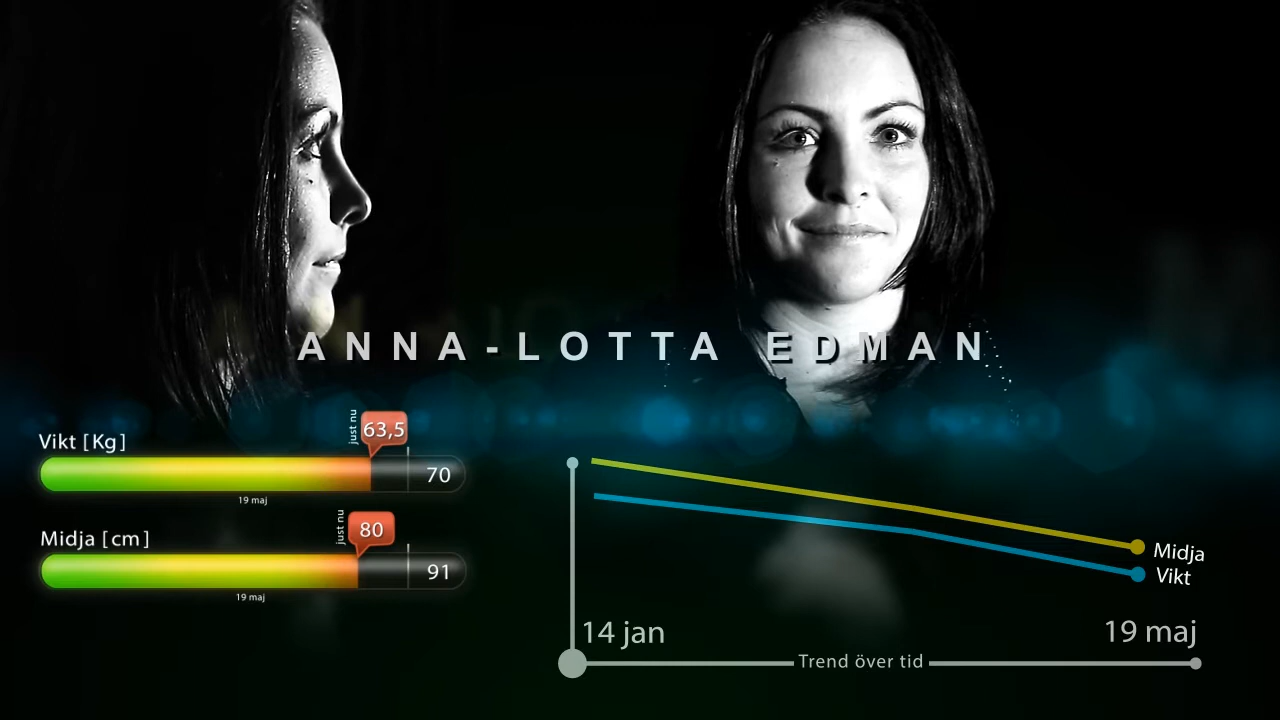 ANNA-LOTTA EDMAN
Vikt [Kg]
just nu
63,5
70
19 maj
Midja [cm]
just nu
80
91
19 maj
Midja
Vikt
14 jan
19 maj
Trend över tid